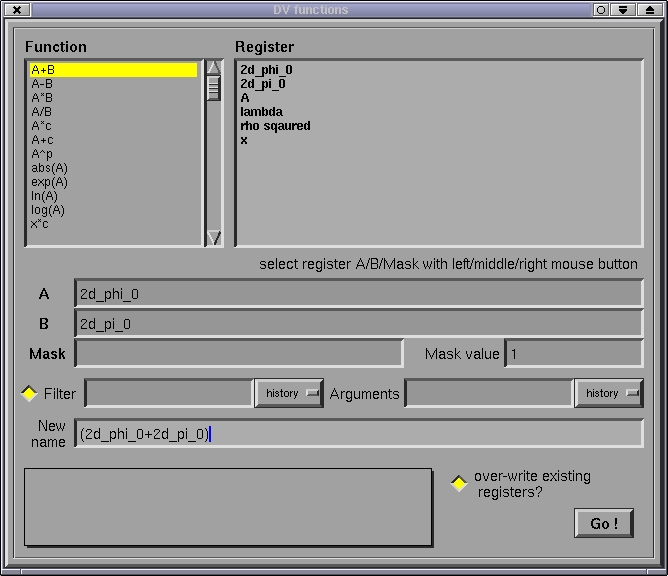 DV functions
Function
Register
A+B
A-B
A*B
A/B
A*c
A+c
A^p
abs(A)
exp(A)
ln(A)
log(A)
x*c
2d_phi_0
2d_pi_0
A
lambda
rho sqaured
x
select register A/B/Mask with left/middle/right mouse button
A 2d_phi_0
B 2d_pi_0
Mask Mask value 1
Filter history Arguments history
New
name (2d_phi_0+2d_pi_0)
over-write existing
registers?
Go !